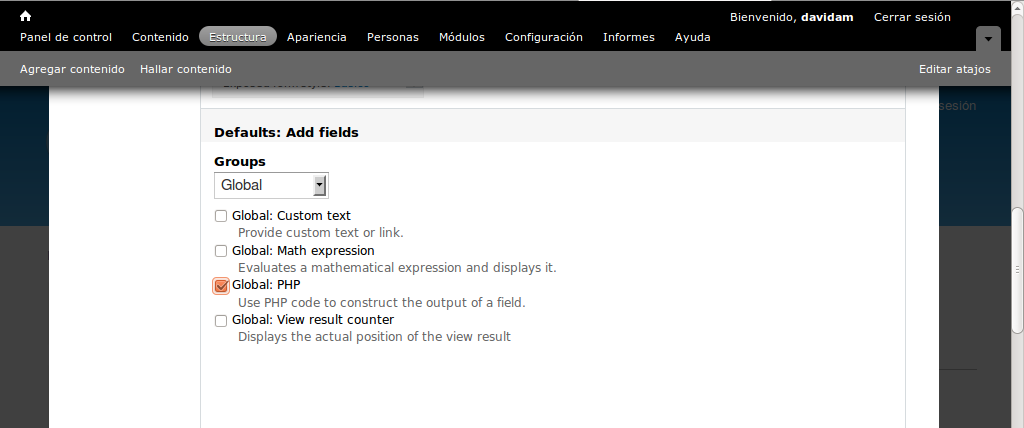 Bienvenido, davidam Cerrar sesión
Panel de control Contenido Estructura Apariencia Personas Módulos Configuración Informes Ayuda
Agregar contenido Hallar contenido Editar atajos
sesión
Defaults: Add fields
Groups
Global
Global: Custom text
Provide custom text or link.
Global: Math expression
Evaluates a mathematical expression and displays it.
Global: PHP
Use PHP code to construct the output of a field.
Global: View result counter
Displays the actual position of the view result